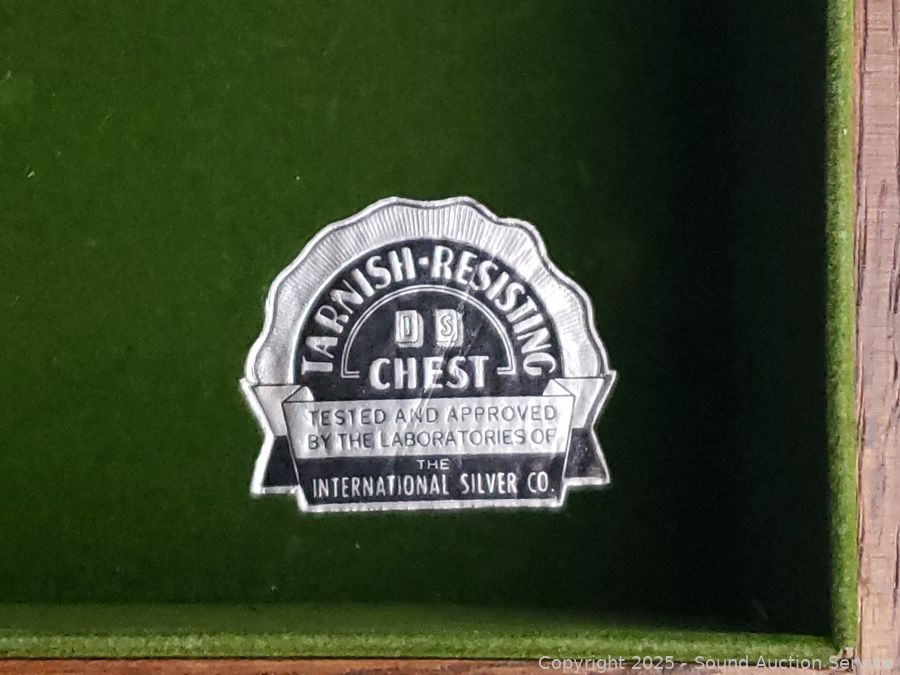 TARNISH-RESISTING
I S
CHEST
TESTED AND APPROVED
BY THE LABORATORIES OF
THE
INTERNATIONAL SILVER CO.
Copyright 2025 - Sound Auction Service